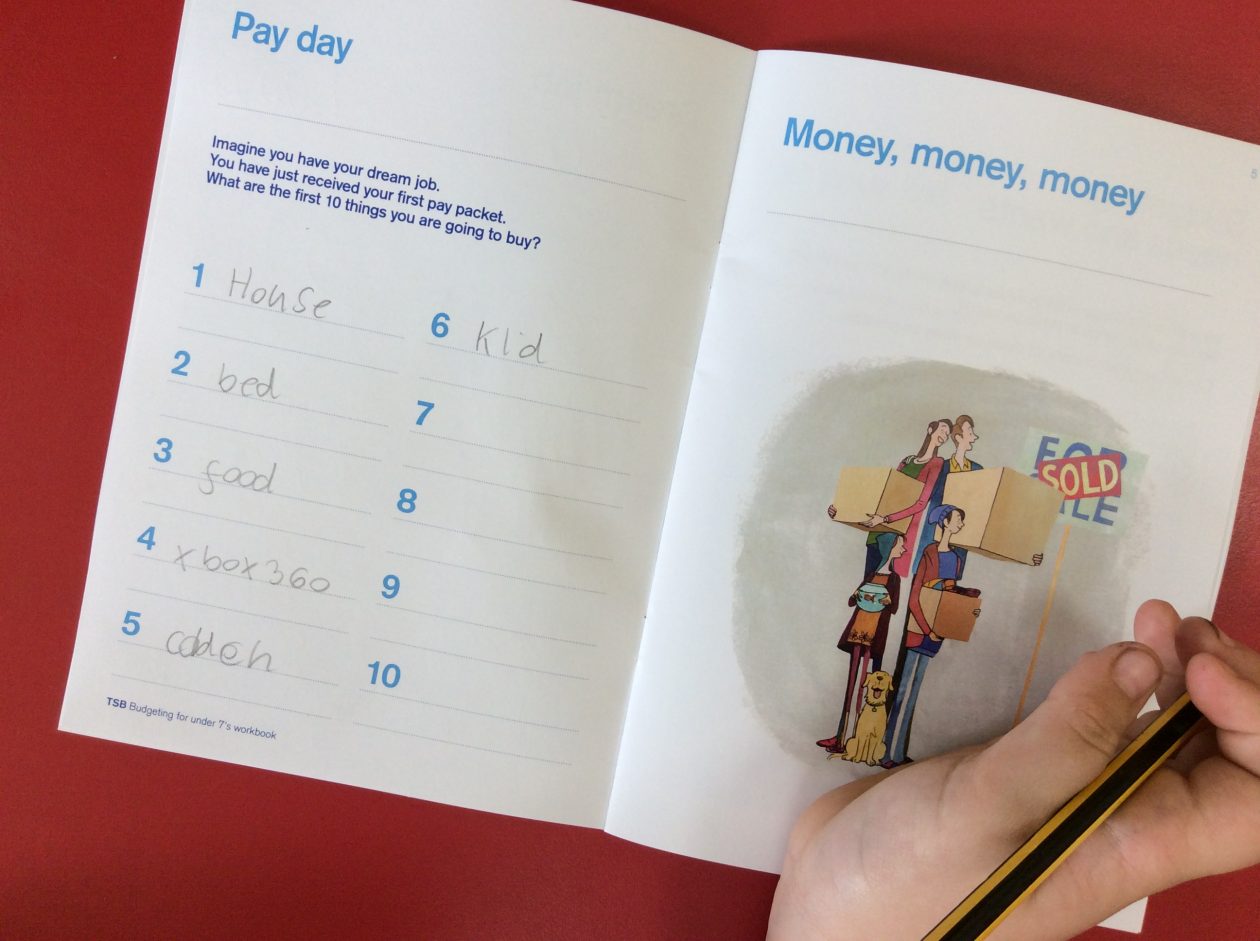 Pay day
Imagine you have your dream job.
You have just received your first pay packet.
What are the first 10 things you are going to buy?
1 House
2 bed
3 food
4 xbox360
5
6 Kid
7
8
9
10
TSB Budgeting for under 7's workbook
5
Money, money, money
FOR
SOLD